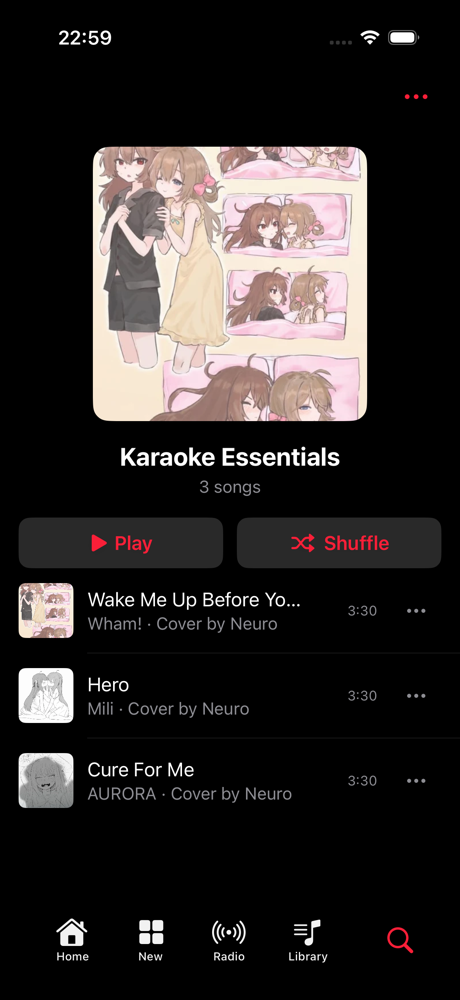 22:59
Karaoke Essentials
3 songs
Play
Shuffle
Wake Me Up Before Yo...
Wham! · Cover by Neuro
3:30
Hero
Mili · Cover by Neuro
3:30
Cure For Me
AURORA · Cover by Neuro
3:30
Home
New
Radio
Library